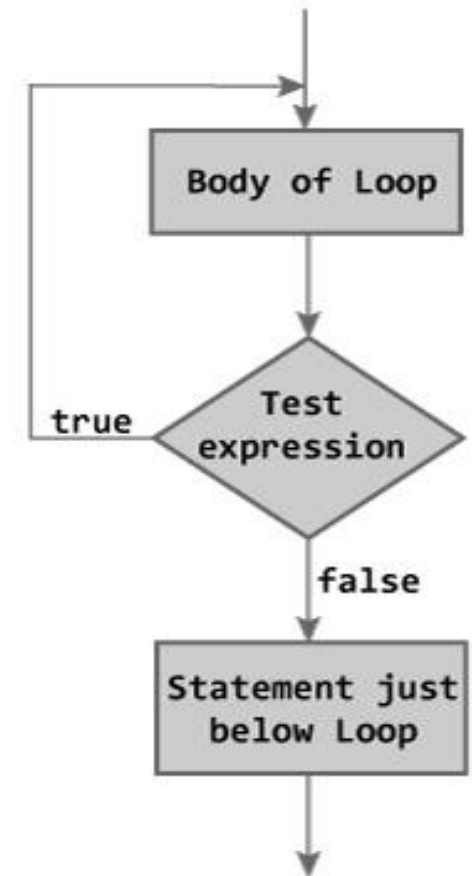 Body of Loop
Test
expression
true
false
Statement just
below Loop